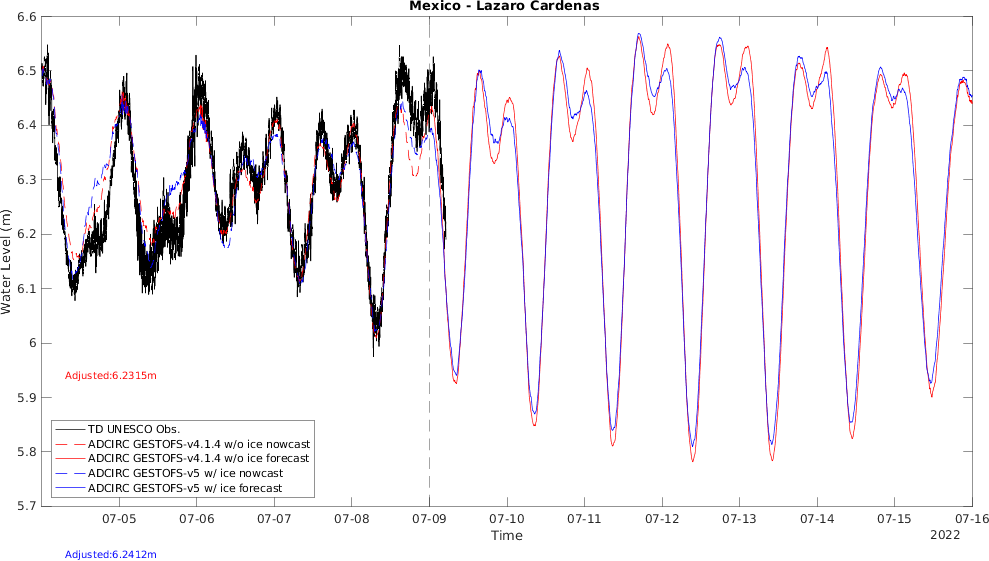 Mexico - Lazaro Cardenas
6.6
6.5
6.4
6.3
6.2
6.1
6
5.9
5.8
5.7
Water Level (m)
Adjusted:6.2315m
TD UNESCO Obs.
ADCIRC GESTOFS-v4.1.4 w/o ice nowcast
ADCIRC GESTOFS-v4.1.4 w/o ice forecast
ADCIRC GESTOFS-v5 w/ ice nowcast
ADCIRC GESTOFS-v5 w/ ice forecast
07-05 07-06 07-07 07-08 07-09 07-10 07-11 07-12 07-13 07-14 07-15 07-16
Time
2022
Adjusted:6.2412m